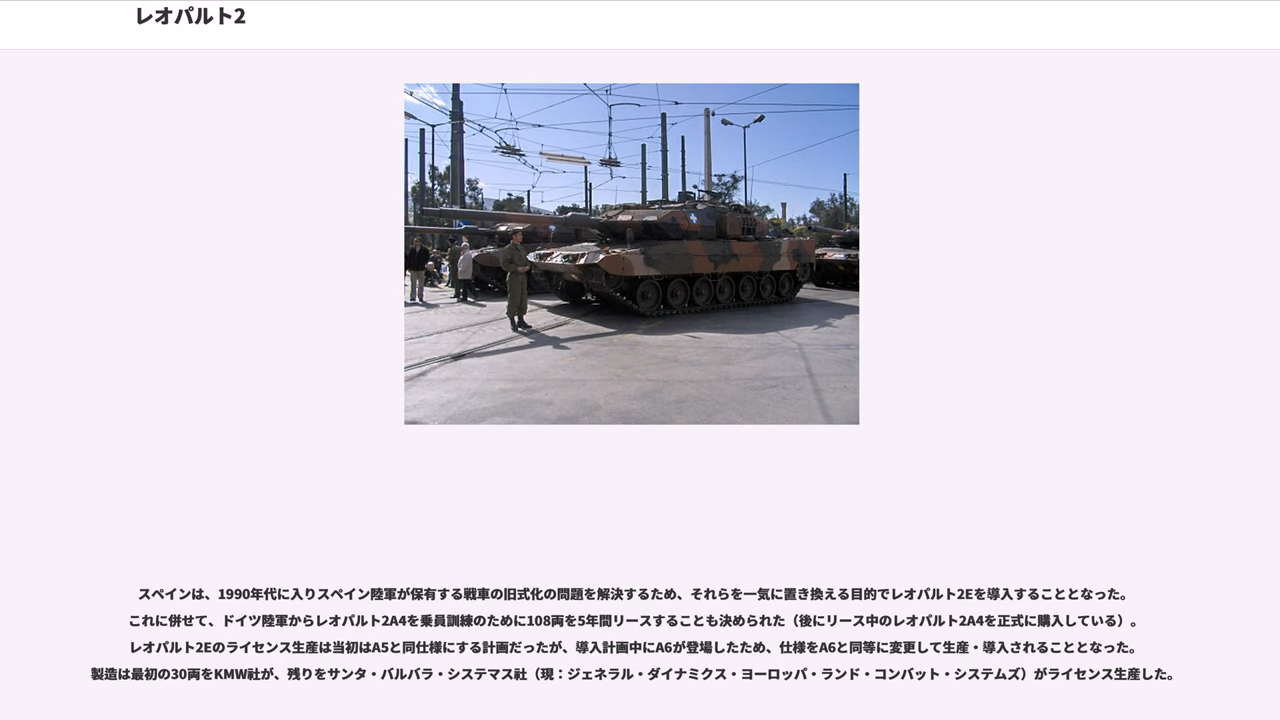 レオパルト2
スペインは、1990年代に入りスペイン陸軍が保有する戦車の旧式化の問題を解決するため、それらを一気に置き換える目的でレオパルト2Eを導入することとなった。
これに併せて、ドイツ陸軍からレオパルト2A4を乗員訓練のために108両を5年間リースすることも決められた（後にリース中のレオパルト2A4を正式に購入している）。
レオパルト2Eのライセンス生産は当初はA5と同仕様にする計画だったが、導入計画中にA6が登場したため、仕様をA6と同等に変更して生産・導入されることとなった。
製造は最初の30両をKMW社が、残りをサンタ・バルバラ・システマス社（現：ジェネラル・ダイナミクス・ヨーロッパ・ランド・コンバット・システムズ）がライセンス生産した。